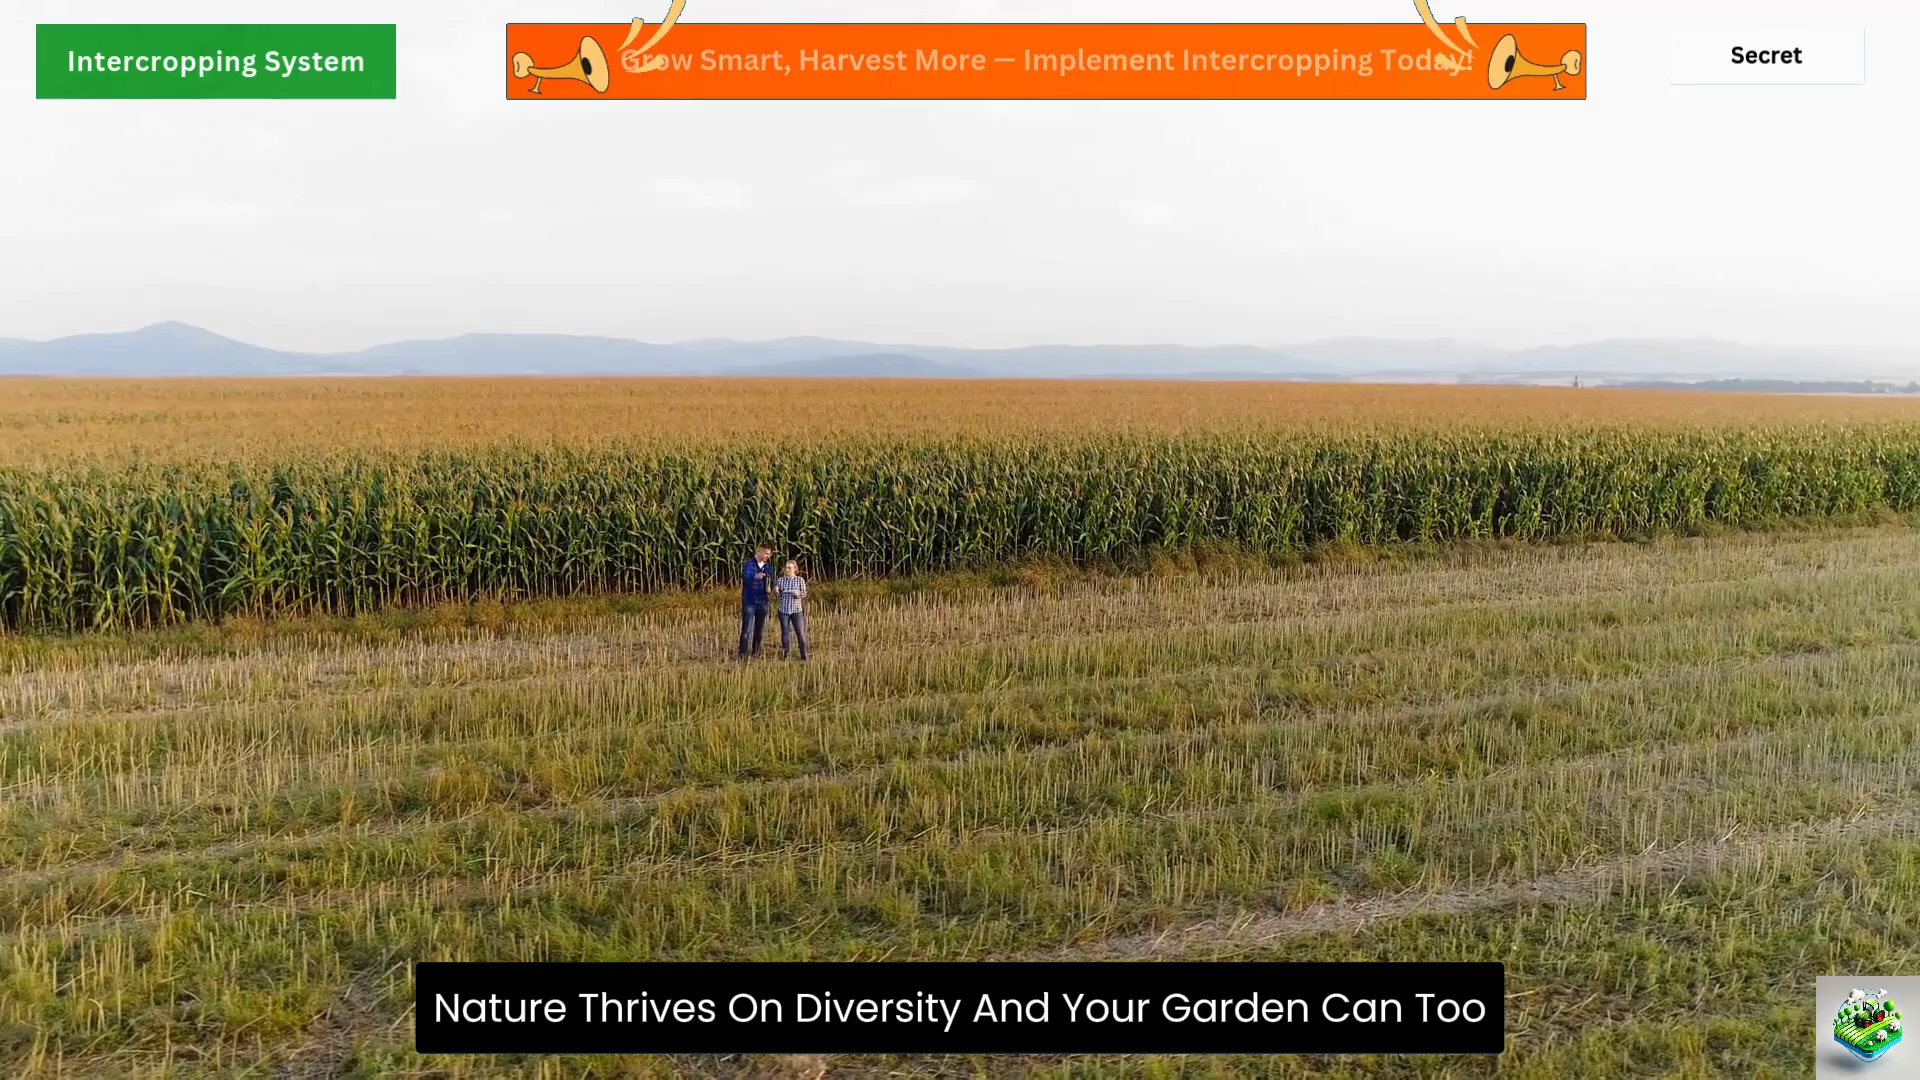 Intercropping System
Grow Smart, Harvest More — Implement Intercropping Today!
Secret
Nature Thrives On Diversity And Your Garden Can Too